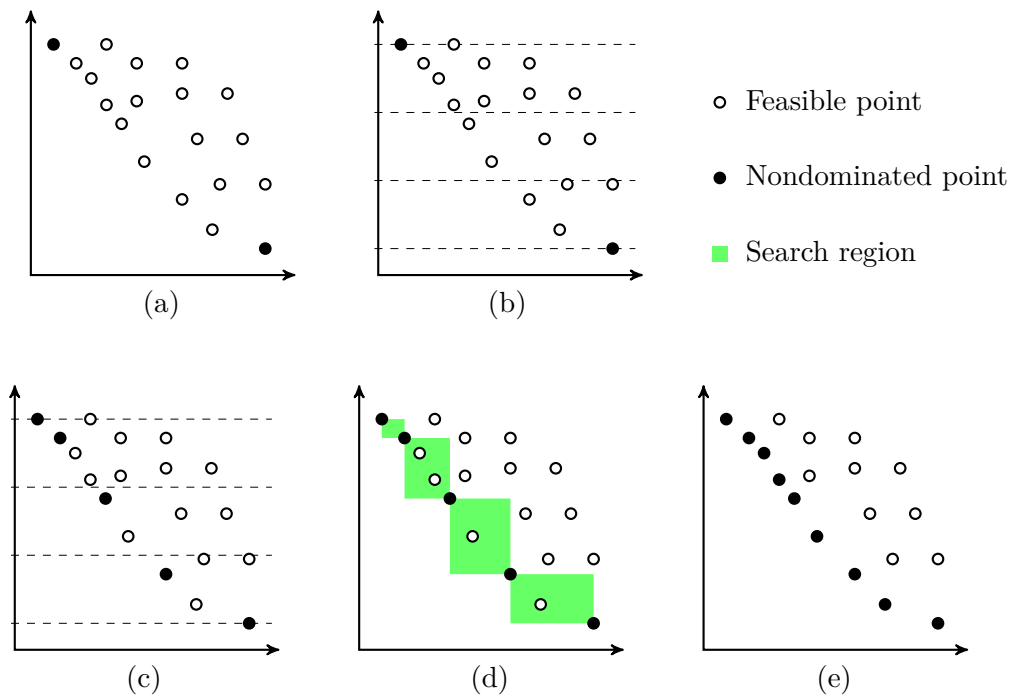 Feasible point
Nondominated point
Search region
(a)
(b)
(c)
(d)
(e)